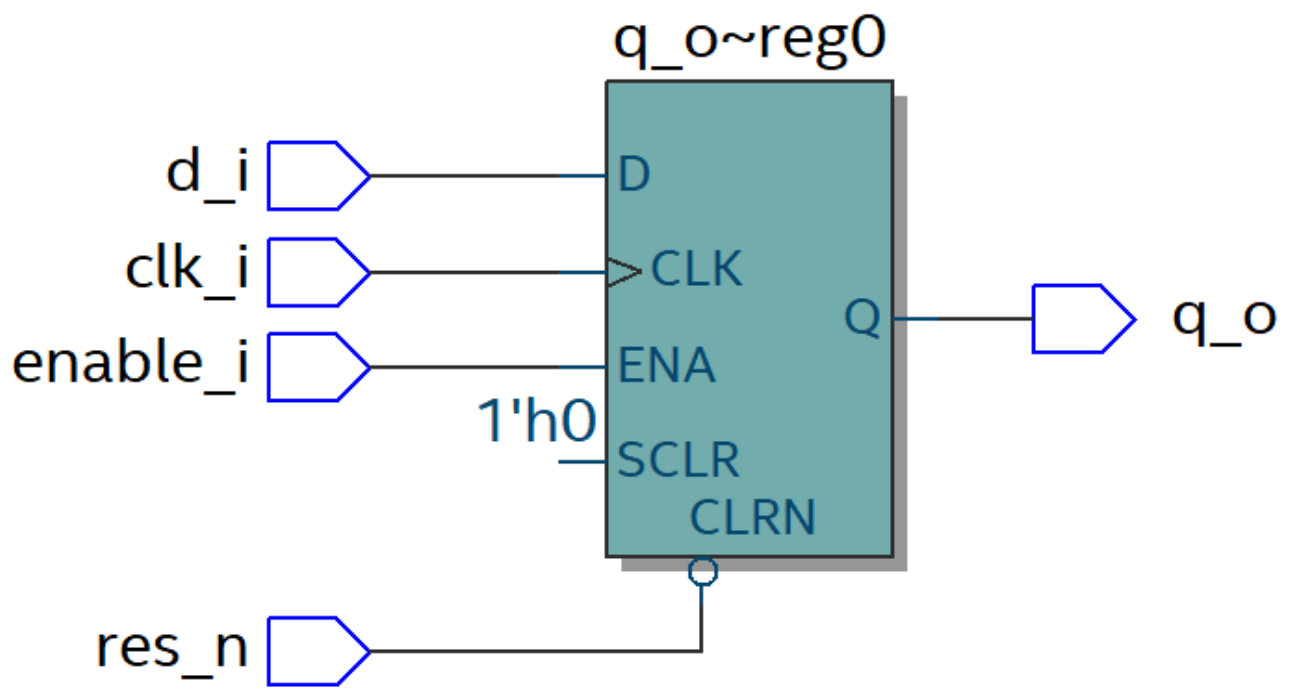 q_o~reg0
d_i
D
clk_i
CLK
Q
q_o
enable_i
ENA
1'h0
SCLR
CLRN
res_n